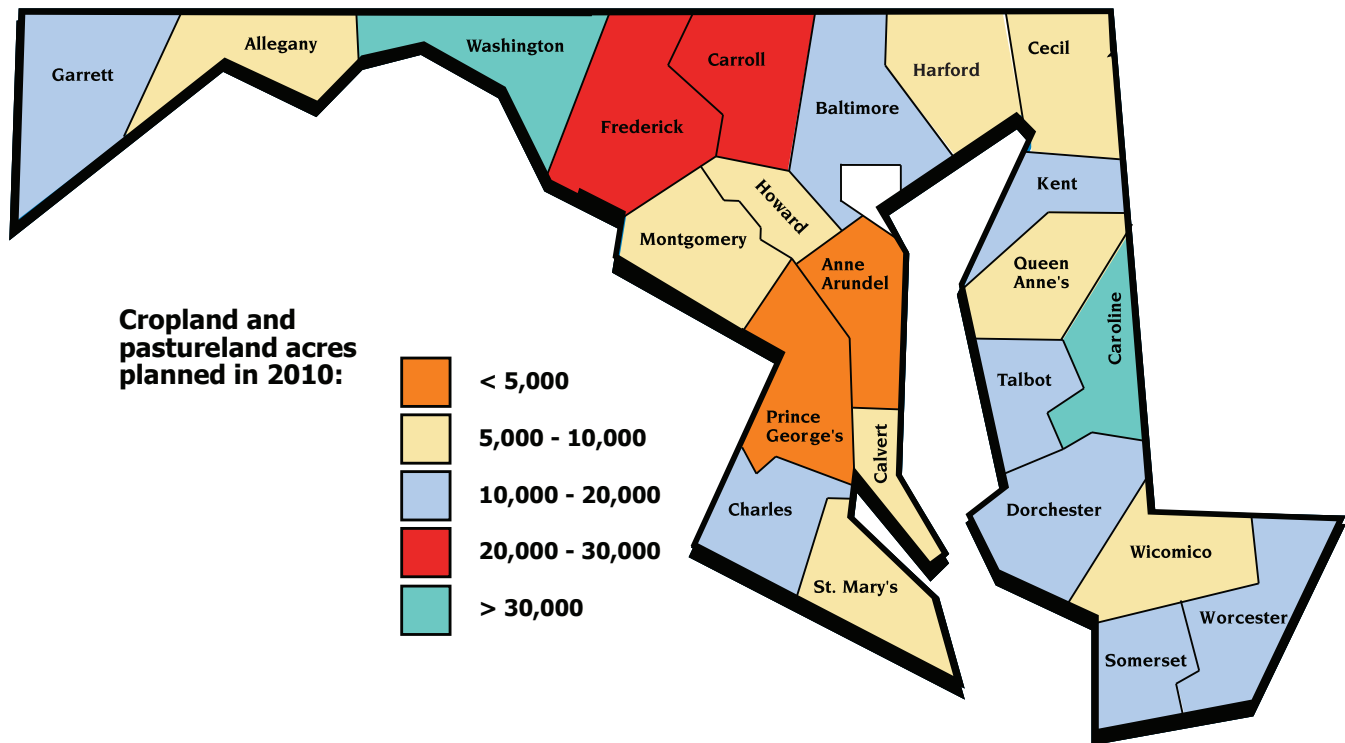 Garrett
Allegany
Washington
Frederick
Carroll
Baltimore
Harford
Cecil
Kent
Howard
Montgomery
Anne
Arundel
Queen
Anne's
Caroline
Talbot
Prince
George's
Calvert
Charles
St. Mary's
Dorchester
Wicomico
Worcester
Somerset
Cropland and
pastureland acres
planned in 2010:
< 5,000
5,000 - 10,000
10,000 - 20,000
20,000 - 30,000
> 30,000